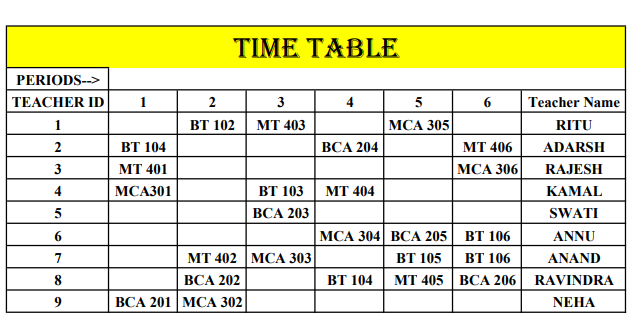 TIME TABLE
PERIODS-->
TEACHER ID 1 2 3 4 5 6 Teacher Name
1 BT 102 MT 403 MCA 305 RITU
2 BT 104 BCA 204 MT 406 ADARSH
3 MT 401 MCA 306 RAJESH
4 MCA301 BT 103 MT 404 KAMAL
5 BCA 203 SWATI
6 MCA 304 BCA 205 BT 106 ANNU
7 MT 402 MCA 303 BT 105 BT 106 ANAND
8 BCA 202 BT 104 MT 405 BCA 206 RAVINDRA
9 BCA 201 MCA 302 NEHA